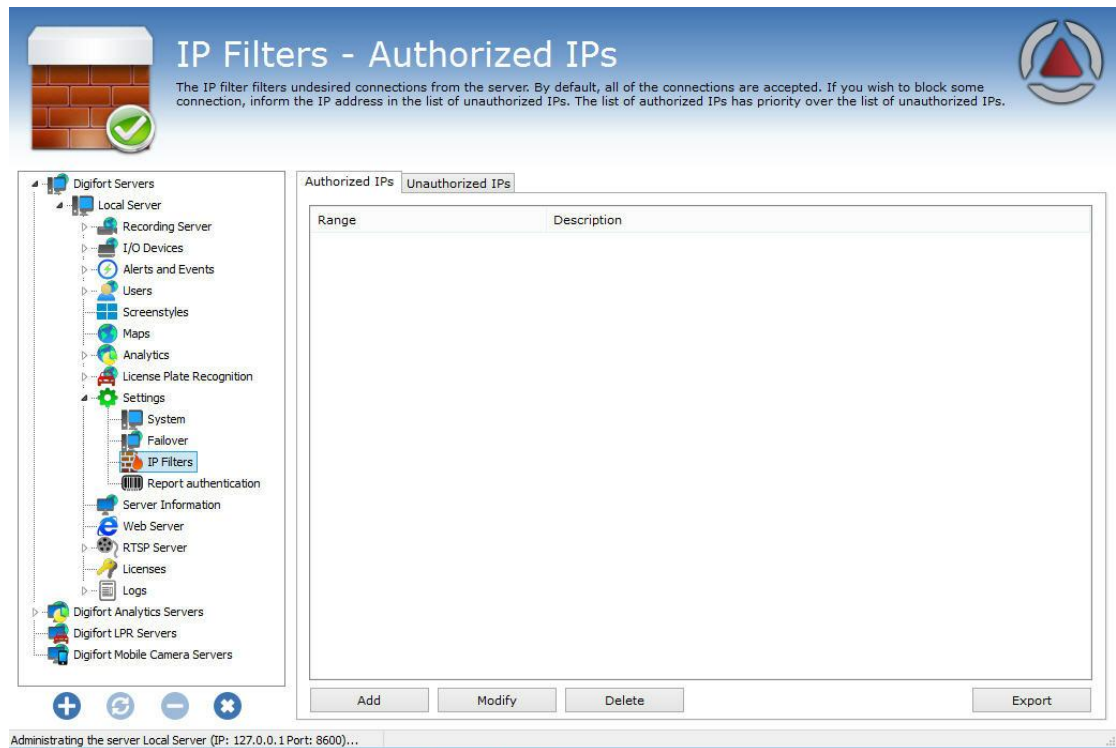 IP Filters - Authorized IPs
The IP filter filters undesired connections from the server. By default, all of the connections are accepted. If you wish to block some
connection, inform the IP address in the list of unauthorized IPs. The list of authorized IPs has priority over the list of unauthorized IPs.
Digifort Servers
Local Server
Recording Server
I/O Devices
Alerts and Events
Users
Screenstyles
Maps
Analytics
License Plate Recognition
Settings
System
Failover
IP Filters
Report authentication
Server Information
Web Server
RTSP Server
Licenses
Logs
Digifort Analytics Servers
Digifort LPR Servers
Digifort Mobile Camera Servers
Authorized IPs Unauthorized IPs
Range Description
Add Modify Delete Export
Administrating the server Local Server (IP: 127.0.0.1 Port: 8600)...